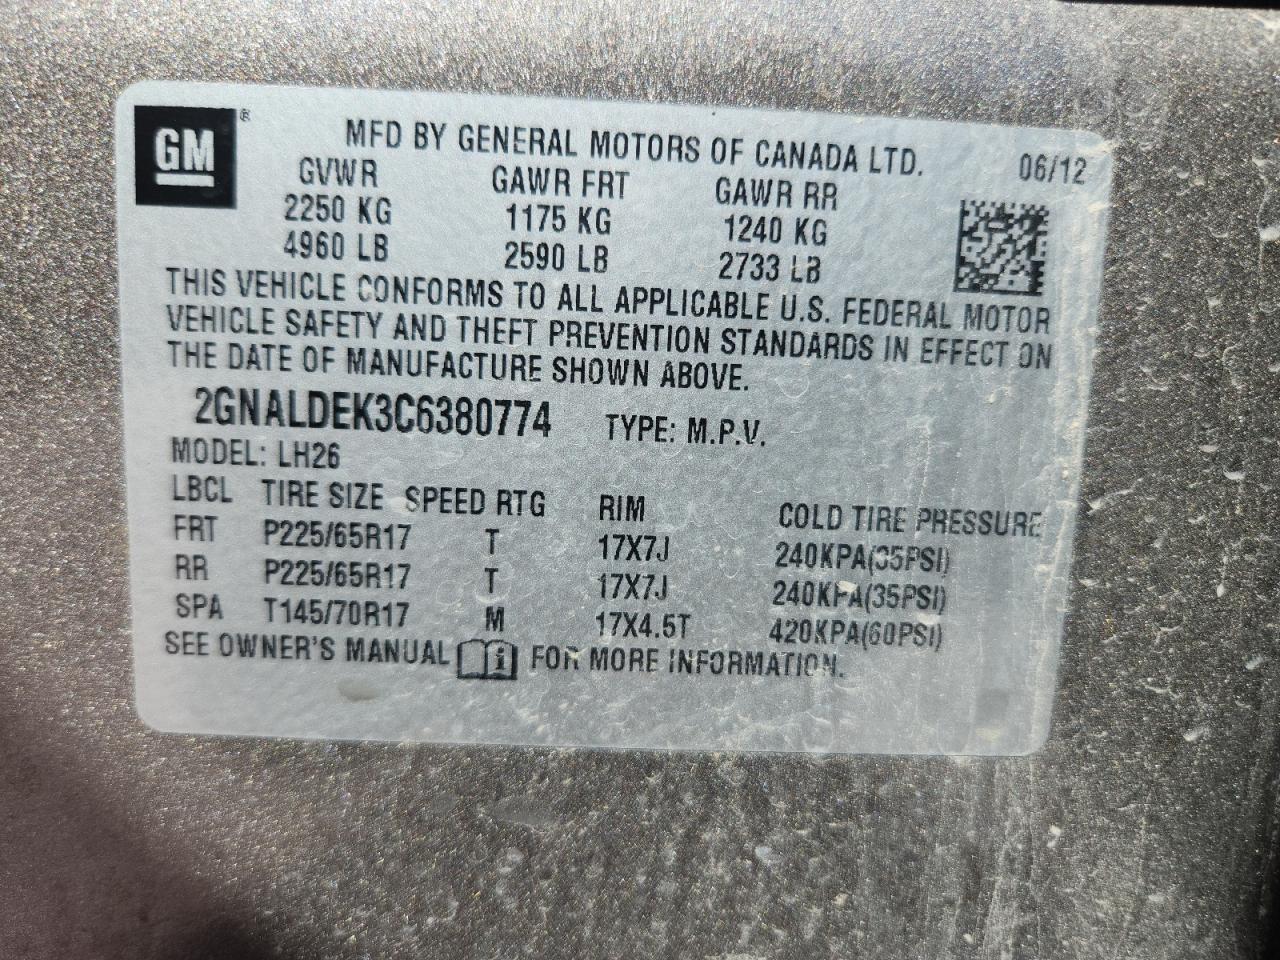 GM ®
MFD BY GENERAL MOTORS OF CANADA LTD. 06/12
GVWR GAWR FRT GAWR RR
2250 KG 1175 KG 1240 KG
4960 LB 2590 LB 2733 LB
THIS VEHICLE CONFORMS TO ALL APPLICABLE U.S. FEDERAL MOTOR
VEHICLE SAFETY AND THEFT PREVENTION STANDARDS IN EFFECT ON
THE DATE OF MANUFACTURE SHOWN ABOVE.
2GNALDEK3C6380774 TYPE: M.P.V.
MODEL: LH26
LBCL TIRE SIZE SPEED RTG RIM COLD TIRE PRESSURE
FRT P225/65R17 T 17X7J 240KPA(35PSI)
RR P225/65R17 T 17X7J 240KPA(35PSI)
SPA T145/70R17 M 17X4.5T 420KPA(60PSI)
SEE OWNER'S MANUAL i FOR MORE INFORMATION.